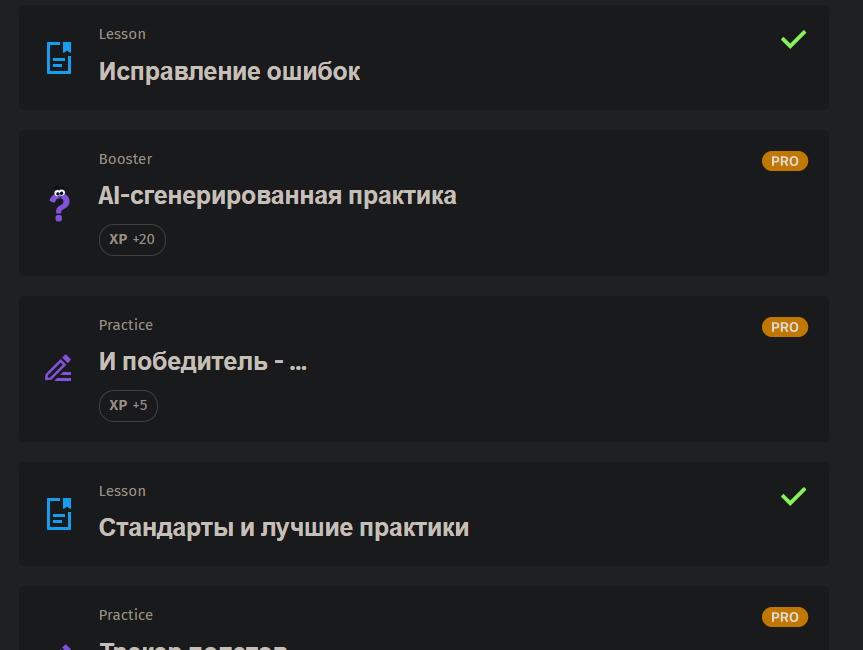 Lesson
Исправление ошибок
Booster
PRO
AI-сгенерированная практика
XP +20
Practice
PRO
И победитель - ...
XP +5
Lesson
Стандарты и лучшие практики
Practice
PRO